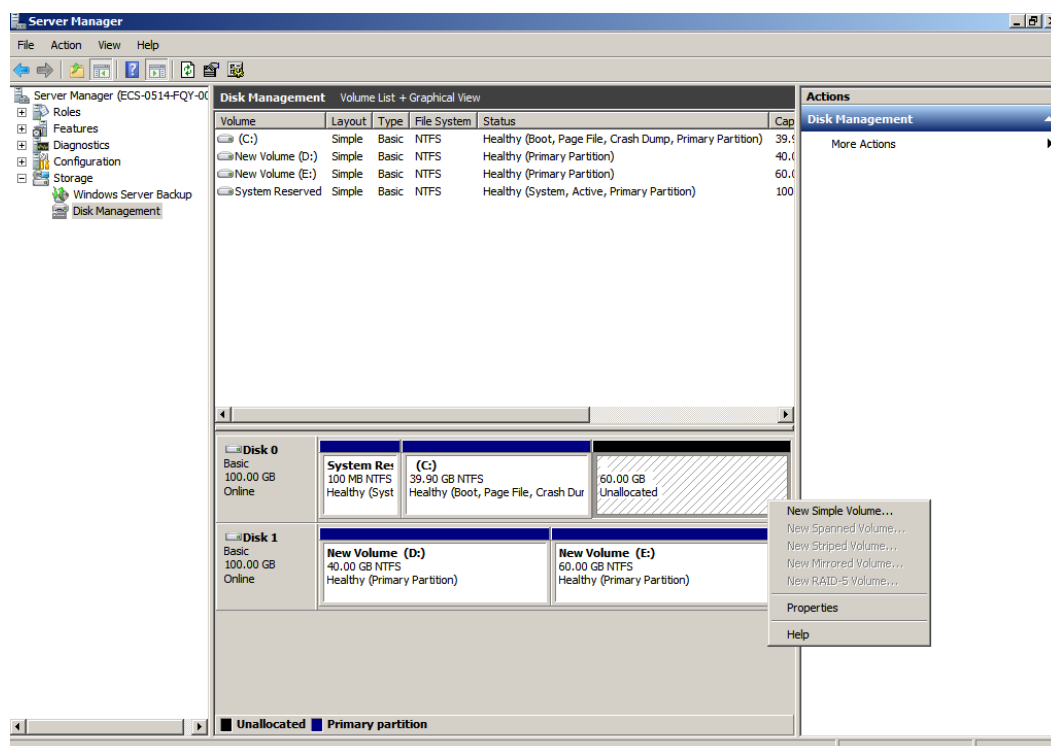 Server Manager
File Action View Help
Server Manager (ECS-0514-FQY-00
Roles
Features
Diagnostics
Configuration
Storage
Windows Server Backup
Disk Management
Disk Management Volume List + Graphical View
Volume Layout Type File System Status Cap
(C:) Simple Basic NTFS Healthy (Boot, Page File, Crash Dump, Primary Partition) 39.9
New Volume (D:) Simple Basic NTFS Healthy (Primary Partition) 40.0
New Volume (E:) Simple Basic NTFS Healthy (Primary Partition) 60.0
System Reserved Simple Basic NTFS Healthy (System, Active, Primary Partition) 100
Disk 0
Basic
100.00 GB
Online
System Res
100 MB NTFS
Healthy (Syst
(C:)
39.90 GB NTFS
Healthy (Boot, Page File, Crash Dur
60.00 GB
Unallocated
Disk 1
Basic
100.00 GB
Online
New Volume (D:)
40.00 GB NTFS
Healthy (Primary Partition)
New Volume (E:)
60.00 GB NTFS
Healthy (Primary Partition)
Unallocated Primary partition
Actions
Disk Management
More Actions
New Simple Volume...
New Spanned Volume...
New Striped Volume...
New Mirrored Volume...
New RAID-5 Volume...
Properties
Help